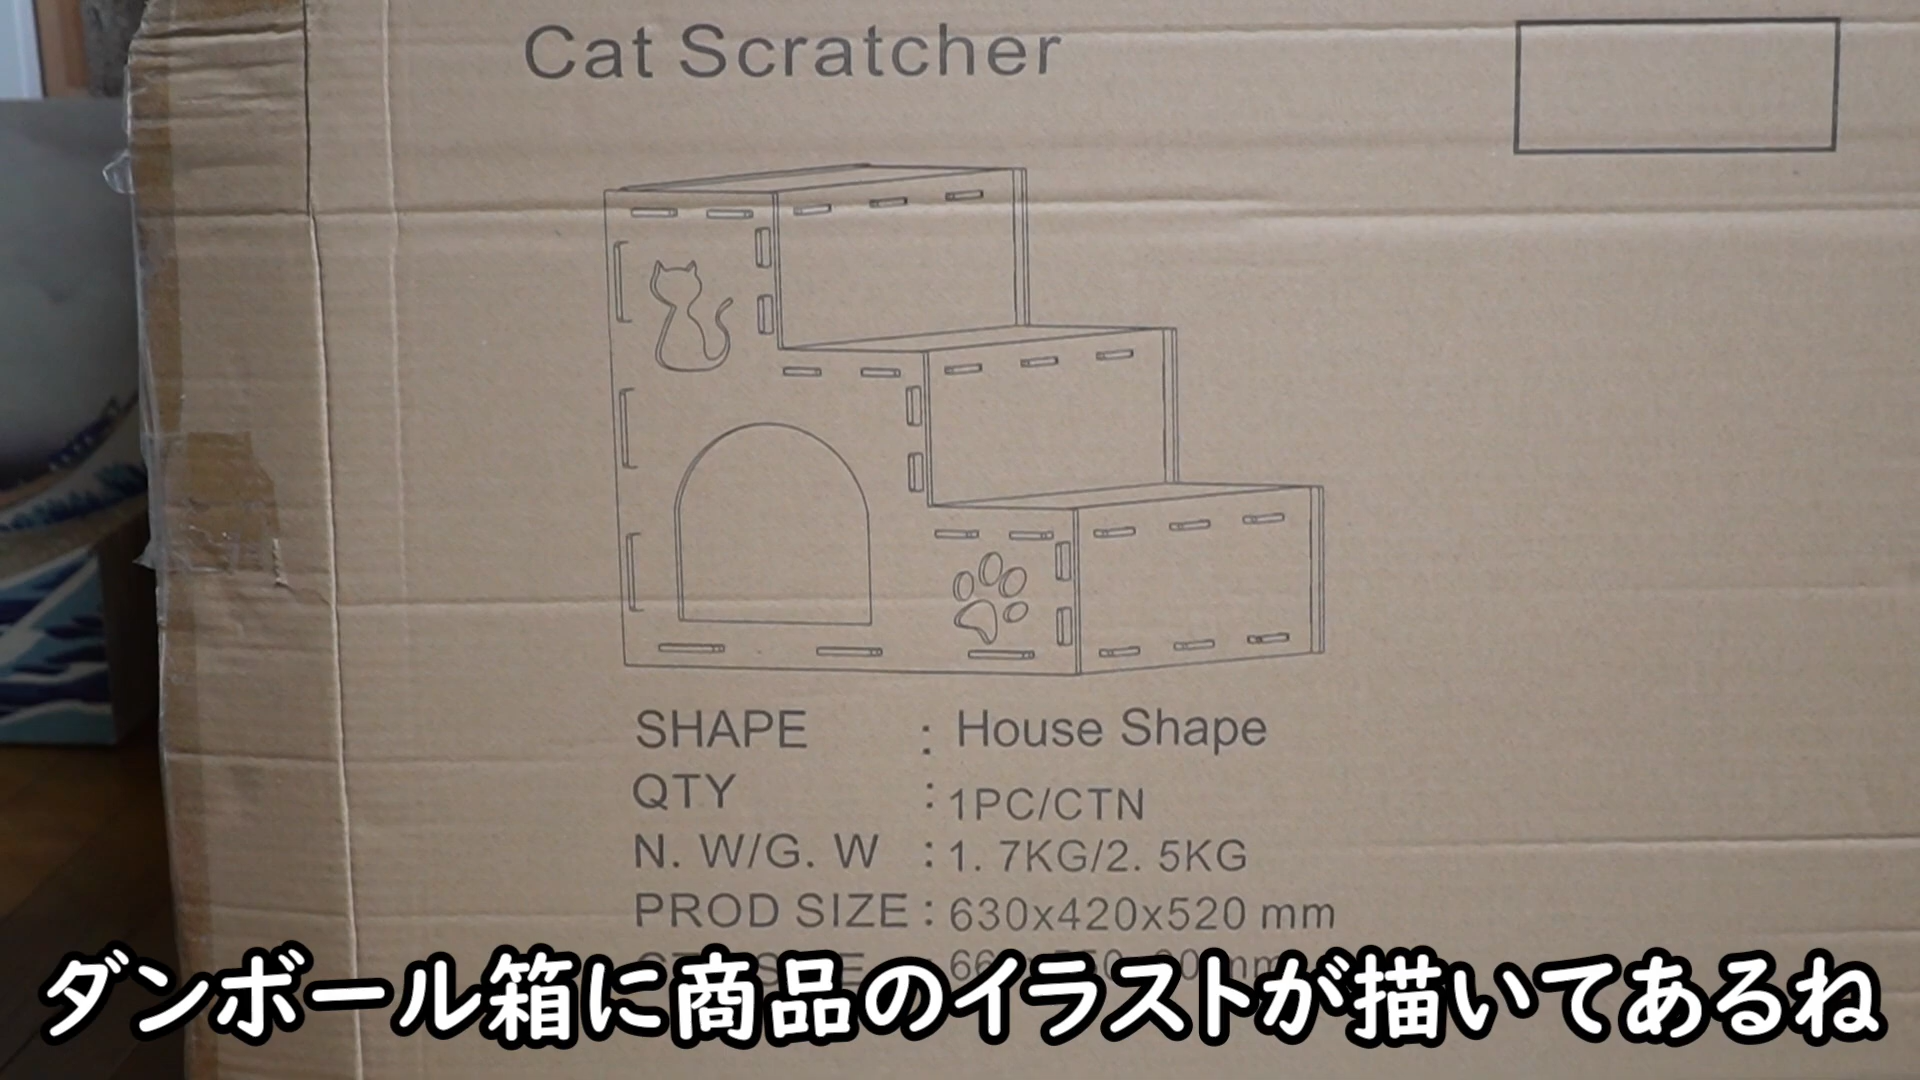 Cat Scratcher
SHAPE : House Shape
QTY : 1PC/CTN
N. W/G. W : 1. 7KG/2. 5KG
PROD SIZE : 630x420x520 mm
ダンボール箱に商品のイラストが描いてあるね